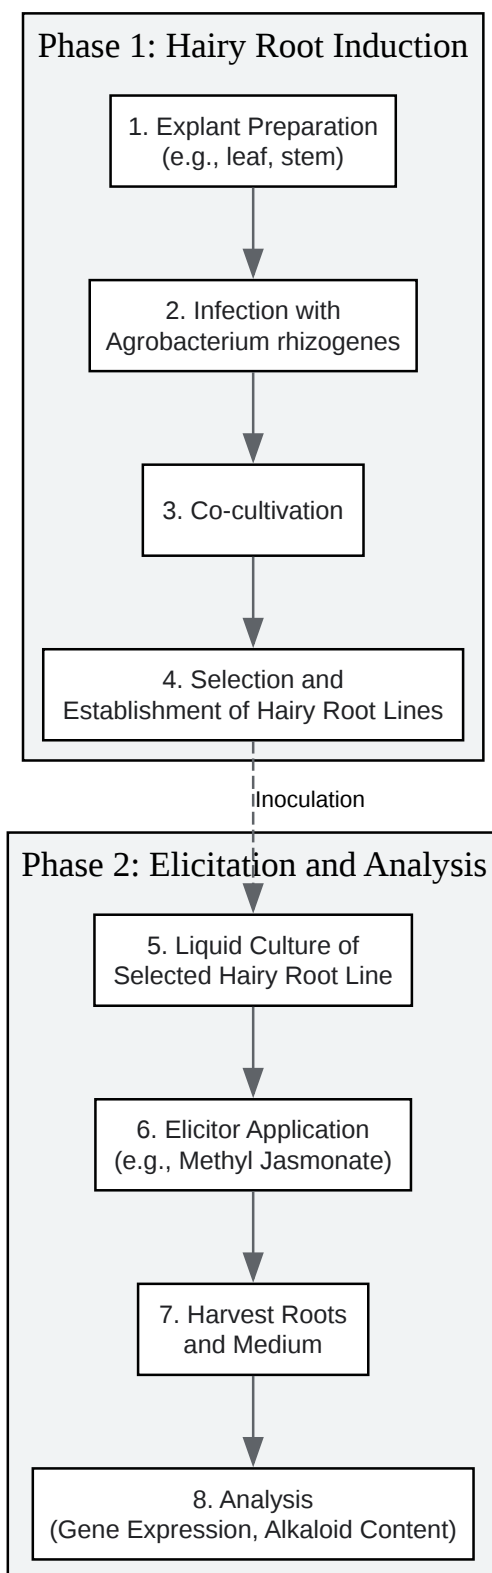 Phase 1: Hairy Root Induction
1. Explant Preparation
(e.g., leaf, stem)
2. Infection with
Agrobacterium rhizogenes
3. Co-cultivation
4. Selection and
Establishment of Hairy Root Lines
Inoculation
Phase 2: Elicitation and Analysis
5. Liquid Culture of
Selected Hairy Root Line
6. Elicitor Application
(e.g., Methyl Jasmonate)
7. Harvest Roots
and Medium
8. Analysis
(Gene Expression, Alkaloid Content)